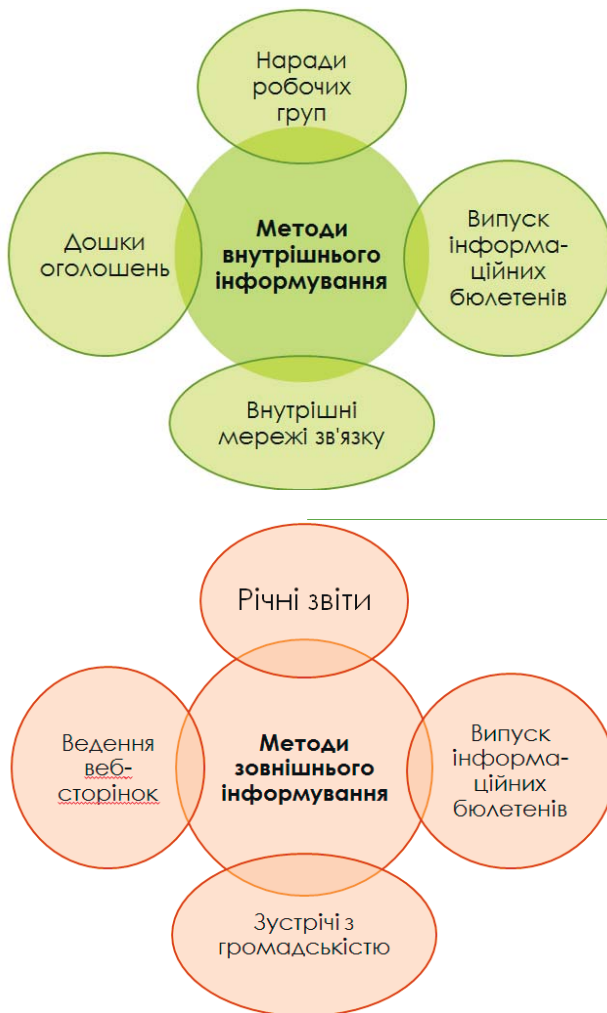 Наради
робочих
груп
Дошки
оголошень
Методи
внутрішнього
інформування
Випуск
інформа-
ційних
бюлетенів
Внутрішні
мережі зв'язку
Річні звіти
Ведення
веб-
сторінок
Методи
зовнішнього
інформування
Випуск
інформа-
ційних
бюлетенів
Зустрічі з
громадськістю